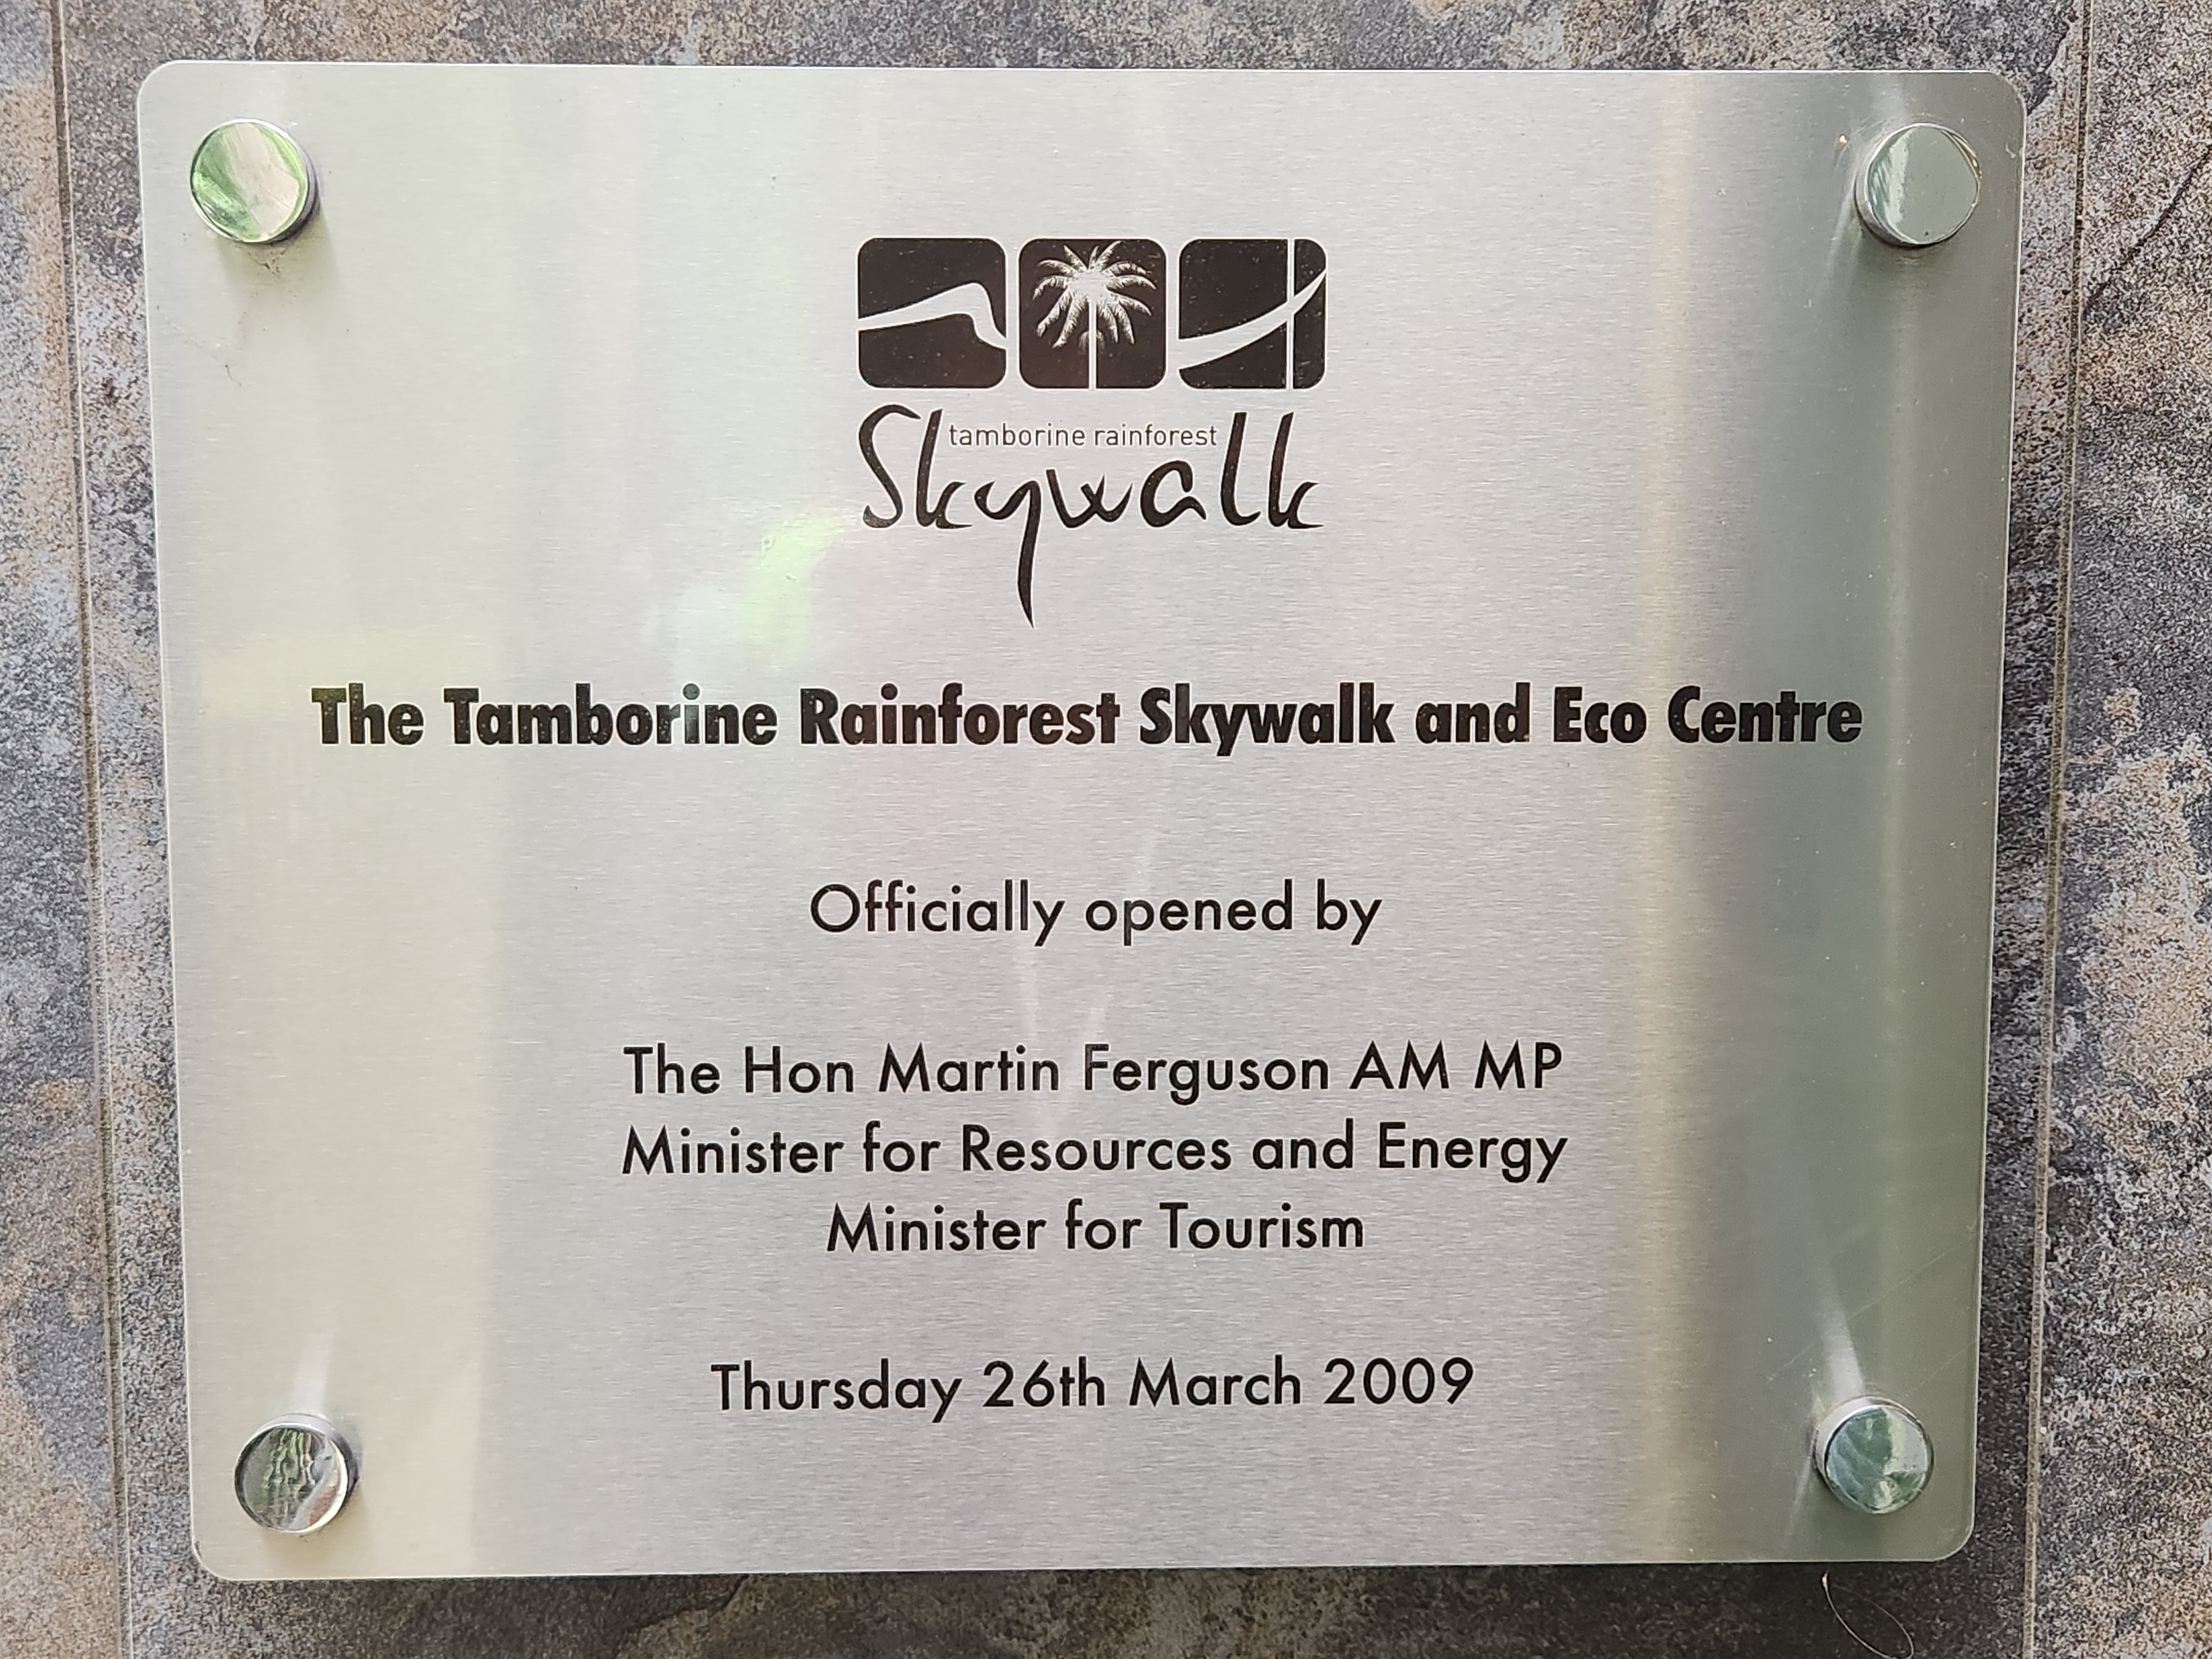 tamborine rainforest
Skywalk
The Tamborine Rainforest Skywalk and Eco Centre
Officially opened by
The Hon Martin Ferguson AM MP
Minister for Resources and Energy
Minister for Tourism
Thursday 26th March 2009